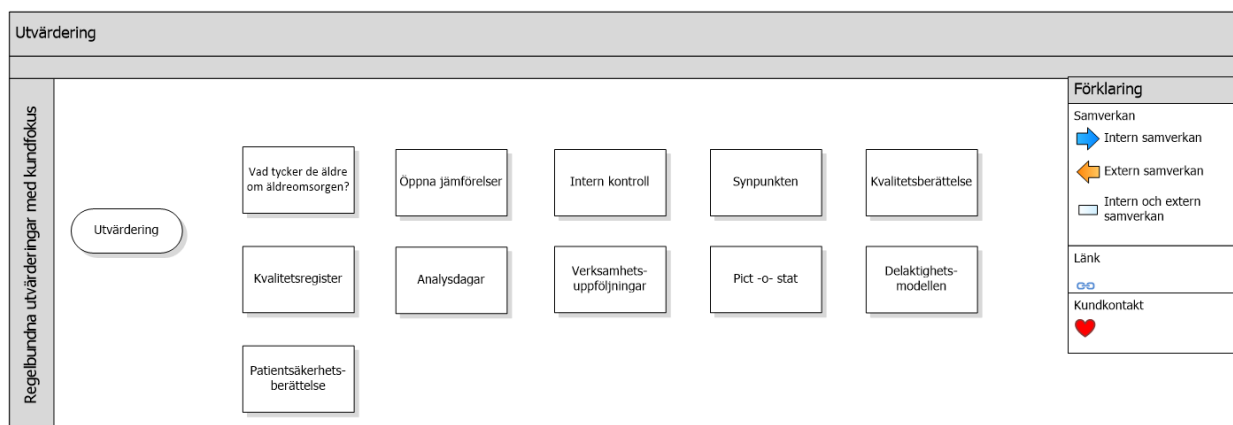 Utvärdering
Regelbundna utvärderingar med kundfokus
Utvärdering
Vad tycker de äldre
om äldreomsorgen?
Öppna jämförelser
Intern kontroll
Synpunkten
Kvalitetsberättelse
Kvalitetsregister
Analysdagar
Verksamhets-
uppföljningar
Pict -o- stat
Delaktighets-
modellen
Patientsäkerhets-
berättelse
Förklaring
Samverkan
Intern samverkan
Extern samverkan
Intern och extern
samverkan
Länk
Kundkontakt